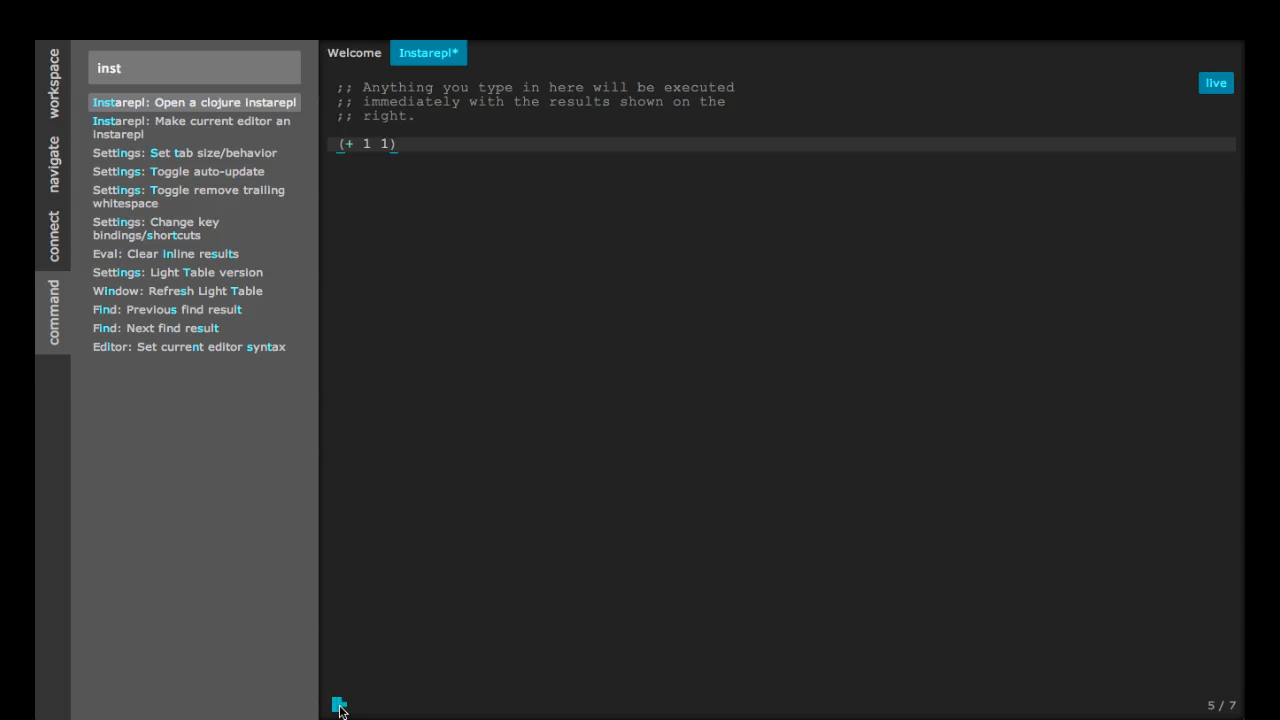 workspace
navigate
connect
command
inst
Instarepl: Open a clojure instarepl
Instarepl: Make current editor an
instarepl
Settings: Set tab size/behavior
Settings: Toggle auto-update
Settings: Toggle remove trailing
whitespace
Settings: Change key
bindings/shortcuts
Eval: Clear inline results
Settings: Light Table version
Window: Refresh Light Table
Find: Previous find result
Find: Next find result
Editor: Set current editor syntax
Welcome Instarepl*
;; Anything you type in here will be executed
;; immediately with the results shown on the
;; right.
(+ 1 1)
live
5 / 7